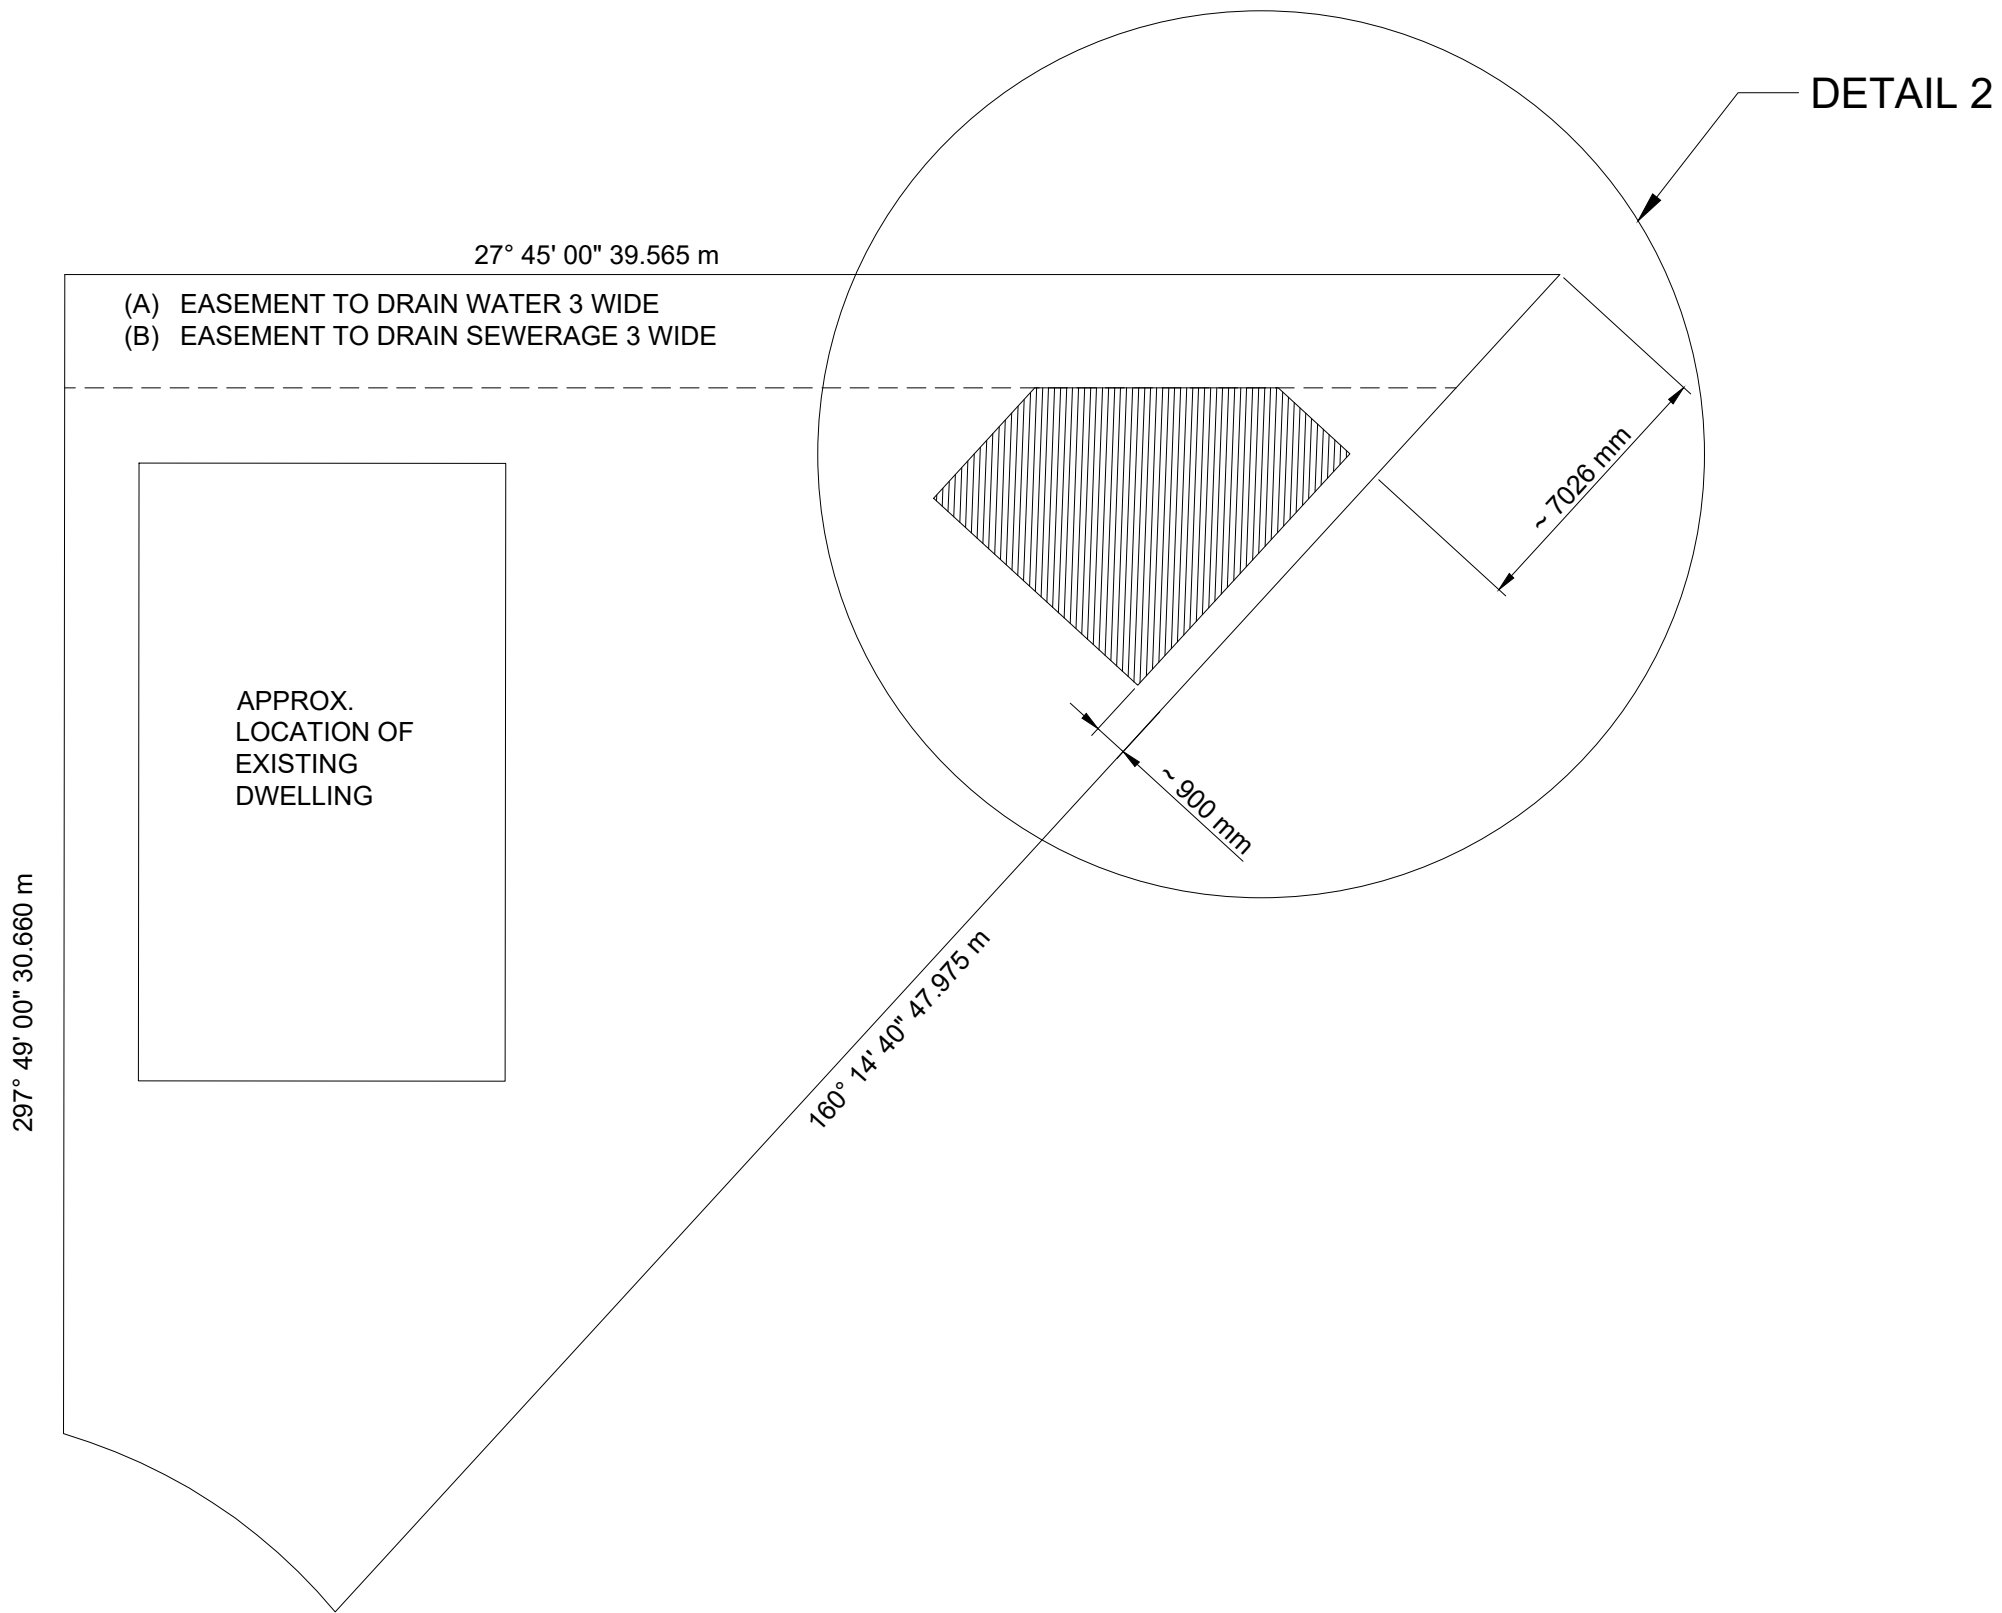 DETAIL 2
27° 45' 00" 39.565 m
(A) EASEMENT TO DRAIN WATER 3 WIDE
(B) EASEMENT TO DRAIN SEWERAGE 3 WIDE
~ 7026 mm
APPROX.
LOCATION OF
EXISTING
DWELLING
~ 900 mm
297° 49' 00" 30.660 m
160° 14' 40" 47.975 m